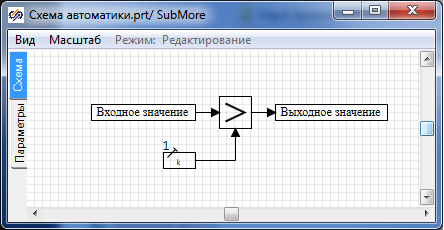 Схема автоматики.prt/ SubMore
Вид Масштаб Режим: Редактирование
Схема
Параметры
Входное значение
>
Выходное значение
1
k